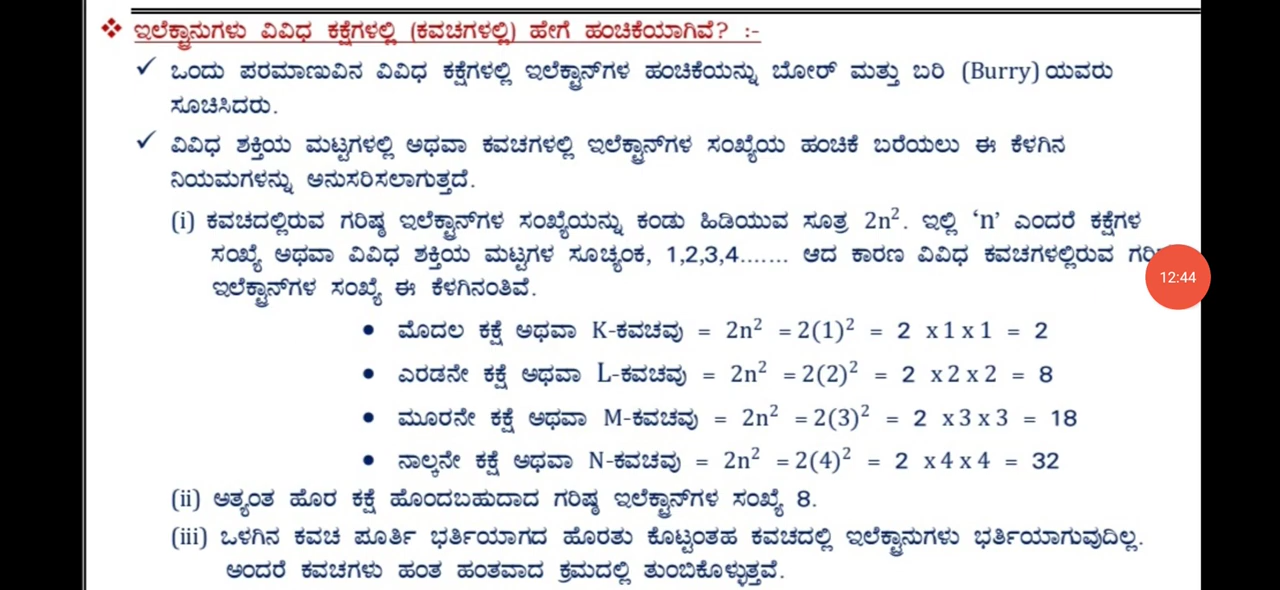 ❖ ಇಲೆಕ್ಟ್ರಾನುಗಳು ವಿವಿಧ ಕಕ್ಷೆಗಳಲ್ಲಿ (ಕವಚಗಳಲ್ಲಿ) ಹೇಗೆ ಹಂಚಿಕೆಯಾಗಿವೆ? :-
✓ ಒಂದು ಪರಮಾಣುವಿನ ವಿವಿಧ ಕಕ್ಷೆಗಳಲ್ಲಿ ಇಲೆಕ್ಟ್ರಾನ್‌ಗಳ ಹಂಚಿಕೆಯನ್ನು ಬೋರ್ ಮತ್ತು ಬರಿ (Burry) ಯವರು
ಸೂಚಿಸಿದರು.
✓ ವಿವಿಧ ಶಕ್ತಿಯ ಮಟ್ಟಗಳಲ್ಲಿ ಅಥವಾ ಕವಚಗಳಲ್ಲಿ ಇಲೆಕ್ಟ್ರಾನ್‌ಗಳ ಸಂಖ್ಯೆಯ ಹಂಚಿಕೆ ಬರೆಯಲು ಈ ಕೆಳಗಿನ
ನಿಯಮಗಳನ್ನು ಅನುಸರಿಸಲಾಗುತ್ತದೆ.
(i) ಕವಚದಲ್ಲಿರುವ ಗರಿಷ್ಠ ಇಲೆಕ್ಟ್ರಾನ್‌ಗಳ ಸಂಖ್ಯೆಯನ್ನು ಕಂಡು ಹಿಡಿಯುವ ಸೂತ್ರ 2n². ಇಲ್ಲಿ ‘n’ ಎಂದರೆ ಕಕ್ಷೆಗಳ
ಸಂಖ್ಯೆ ಅಥವಾ ವಿವಿಧ ಶಕ್ತಿಯ ಮಟ್ಟಗಳ ಸೂಚ್ಯಂಕ, 1,2,3,4....... ಆದ ಕಾರಣ ವಿವಿಧ ಕವಚಗಳಲ್ಲಿರುವ
12:44
ಇಲೆಕ್ಟ್ರಾನ್‌ಗಳ ಸಂಖ್ಯೆ ಈ ಕೆಳಗಿನಂತಿವೆ.
• ಮೊದಲ ಕಕ್ಷೆ ಅಥವಾ K-ಕವಚವು = 2n² = 2(1)² = 2 x 1 x 1 = 2
• ಎರಡನೇ ಕಕ್ಷೆ ಅಥವಾ L-ಕವಚವು = 2n² = 2(2)² = 2 x 2 x 2 = 8
• ಮೂರನೇ ಕಕ್ಷೆ ಅಥವಾ M-ಕವಚವು = 2n² = 2(3)² = 2 x 3 x 3 = 18
• ನಾಲ್ಕನೇ ಕಕ್ಷೆ ಅಥವಾ N-ಕವಚವು = 2n² = 2(4)² = 2 x 4 x 4 = 32
(ii) ಅತ್ಯಂತ ಹೊರ ಕಕ್ಷೆ ಹೊಂದಬಹುದಾದ ಗರಿಷ್ಠ ಇಲೆಕ್ಟ್ರಾನ್‌ಗಳ ಸಂಖ್ಯೆ 8.
(iii) ಒಳಗಿನ ಕವಚ ಪೂರ್ತಿ ಭರ್ತಿಯಾಗದ ಹೊರತು ಕೊಟ್ಟಂತಹ ಕವಚದಲ್ಲಿ ಇಲೆಕ್ಟ್ರಾನುಗಳು ಭರ್ತಿಯಾಗುವುದಿಲ್ಲ.
ಅಂದರೆ ಕವಚಗಳು ಹಂತ ಹಂತವಾದ ಕ್ರಮದಲ್ಲಿ ತುಂಬಿಕೊಳ್ಳುತ್ತವೆ.